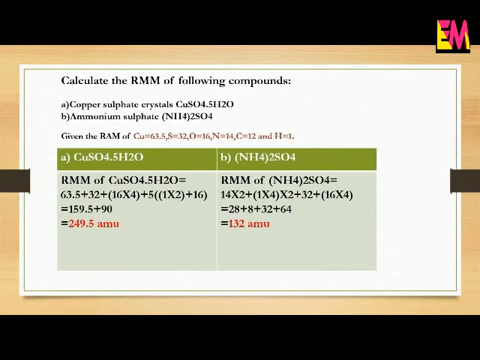 EM
Calculate the RMM of following compounds:
a)Copper sulphate crystals CuSO4.5H2O
b)Ammonium sulphate (NH4)2SO4
Given the RAM of Cu=63.5,S=32,O=16,N=14,C=12 and H=1.
a) CuSO4.5H2O
RMM of CuSO4.5H2O=
63.5+32+(16X4)+5((1X2)+16)
=159.5+90
=249.5 amu
b) (NH4)2SO4
RMM of (NH4)2SO4=
14X2+(1X4)X2+32+(16X4)
=28+8+32+64
=132 amu